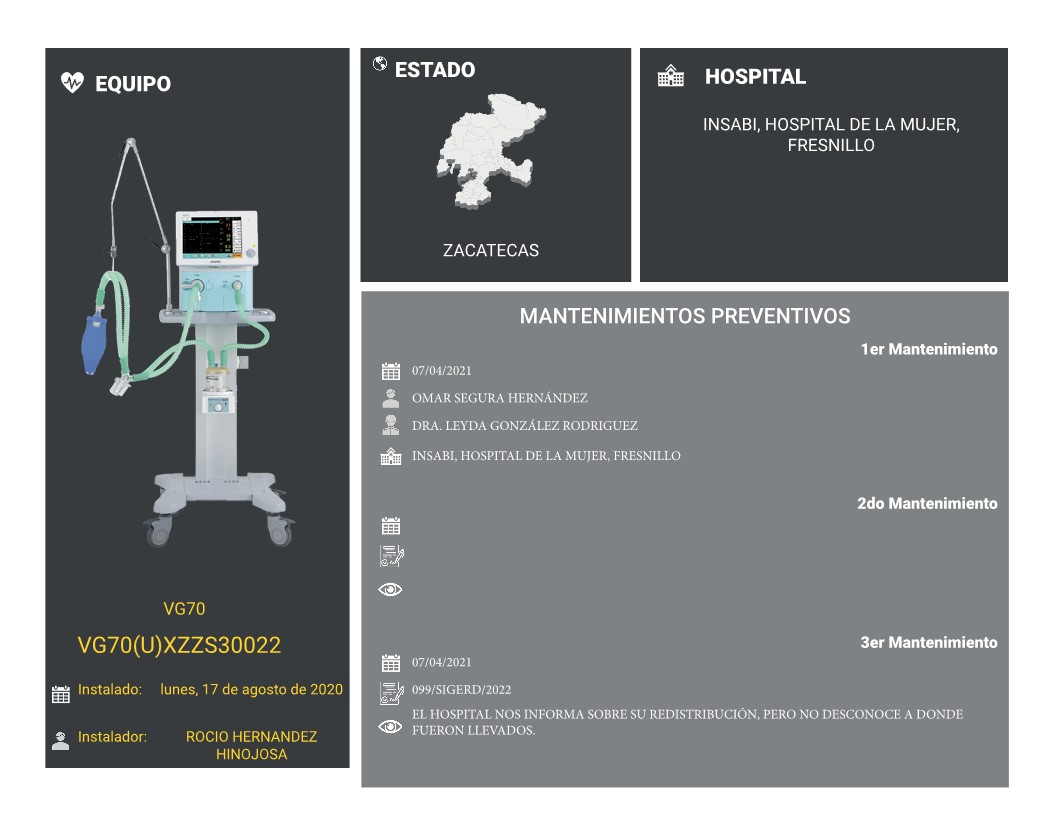 EQUIPO
VG70
VG70(U)XZZS30022
Instalado: lunes, 17 de agosto de 2020
Instalador: ROCIO HERNANDEZ
HINOJOSA
ESTADO
ZACATECAS
HOSPITAL
INSABI, HOSPITAL DE LA MUJER,
FRESNILLO
MANTENIMIENTOS PREVENTIVOS
1er Mantenimiento
07/04/2021
OMAR SEGURA HERNÁNDEZ
DRA. LEYDA GONZÁLEZ RODRIGUEZ
INSABI, HOSPITAL DE LA MUJER, FRESNILLO
2do Mantenimiento
3er Mantenimiento
07/04/2021
099/SIGERD/2022
EL HOSPITAL NOS INFORMA SOBRE SU REDISTRIBUCIÓN, PERO NO DESCONOCE A DONDE
FUERON LLEVADOS.